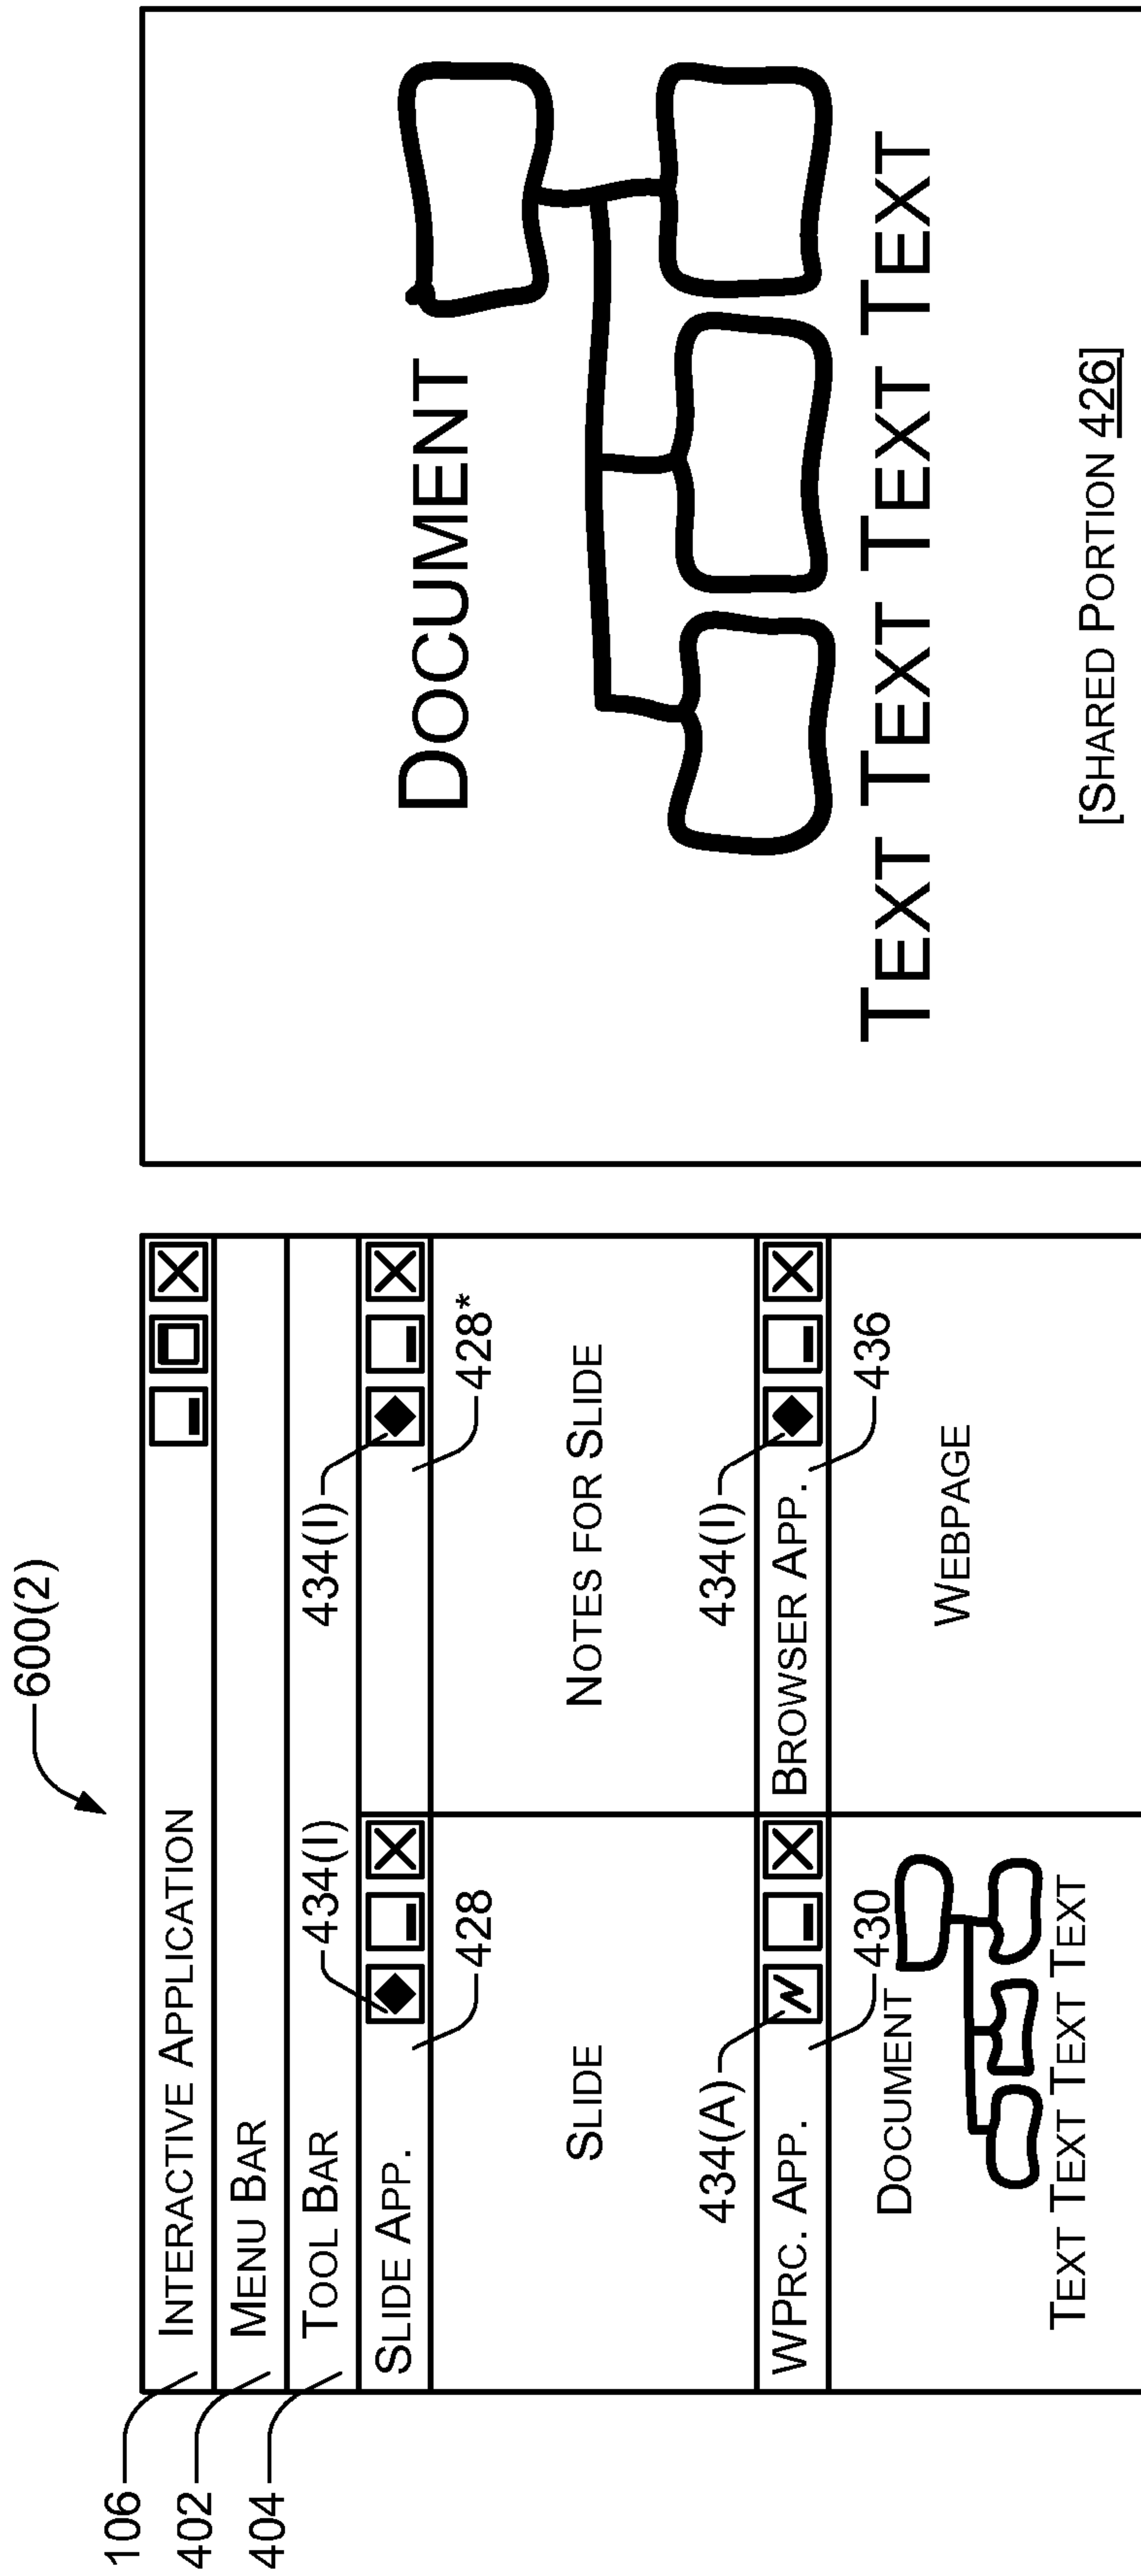 600(2)
106
INTERACTIVE APPLICATION
402
MENU BAR
404
TOOL BAR
434(I)
434(I)
SLIDE APP.
428
428*
SLIDE
NOTES FOR SLIDE
434(A)
434(I)
WPRC. APP.
BROWSER APP.
430
436
DOCUMENT
WEBPAGE
TEXT TEXT TEXT TEXT
DOCUMENT
TEXT TEXT TEXT TEXT
[SHARED PORTION 426]